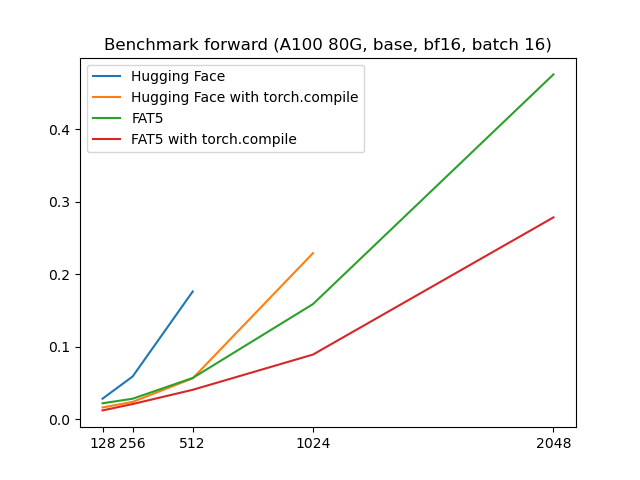 Benchmark forward (A100 80G, base, bf16, batch 16)
Hugging Face
Hugging Face with torch.compile
FAT5
FAT5 with torch.compile
0.4
0.3
0.2
0.1
0.0
128 256 512 1024 2048